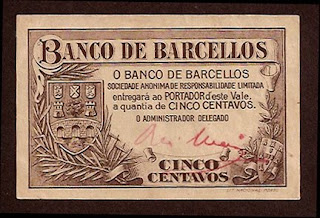 BANCO DE BARCELLOS
O BANCO DE BARCELLOS
SOCIEDADE ANONIMA DE RESPONSABILIDADE LIMITADA
entregará ao PORTADOR deste Vale
a quantia de CINCO CENTAVOS.
O ADMINISTRADOR DELEGADO
CINCO
CENTAVOS